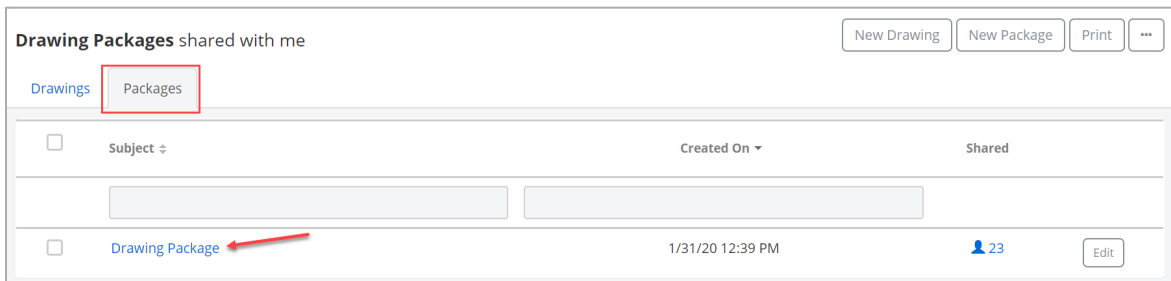 Drawing Packages shared with me
New Drawing New Package Print
Drawings Packages
Subject Created On Shared
Drawing Package 1/31/20 12:39 PM 23 Edit